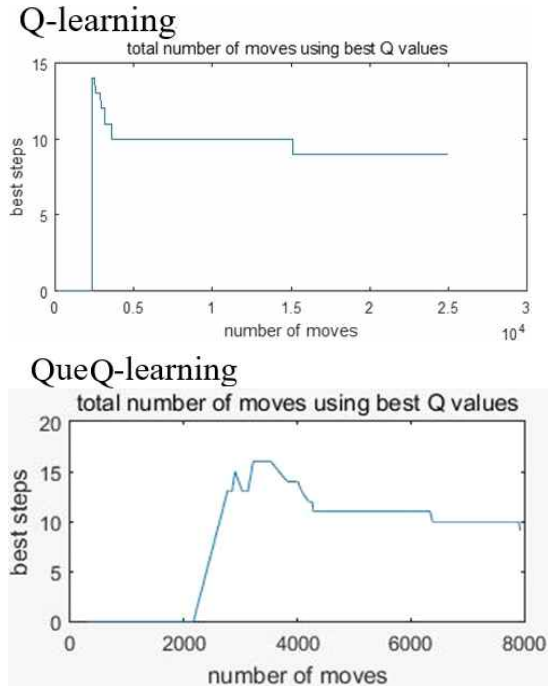 Q-learning
total number of moves using best Q values
15
10
5
0
best steps
0 0.5 1 1.5 2 2.5 3
number of moves
10^4
QueQ-learning
total number of moves using best Q values
20
15
10
5
0
best steps
0 2000 4000 6000 8000
number of moves